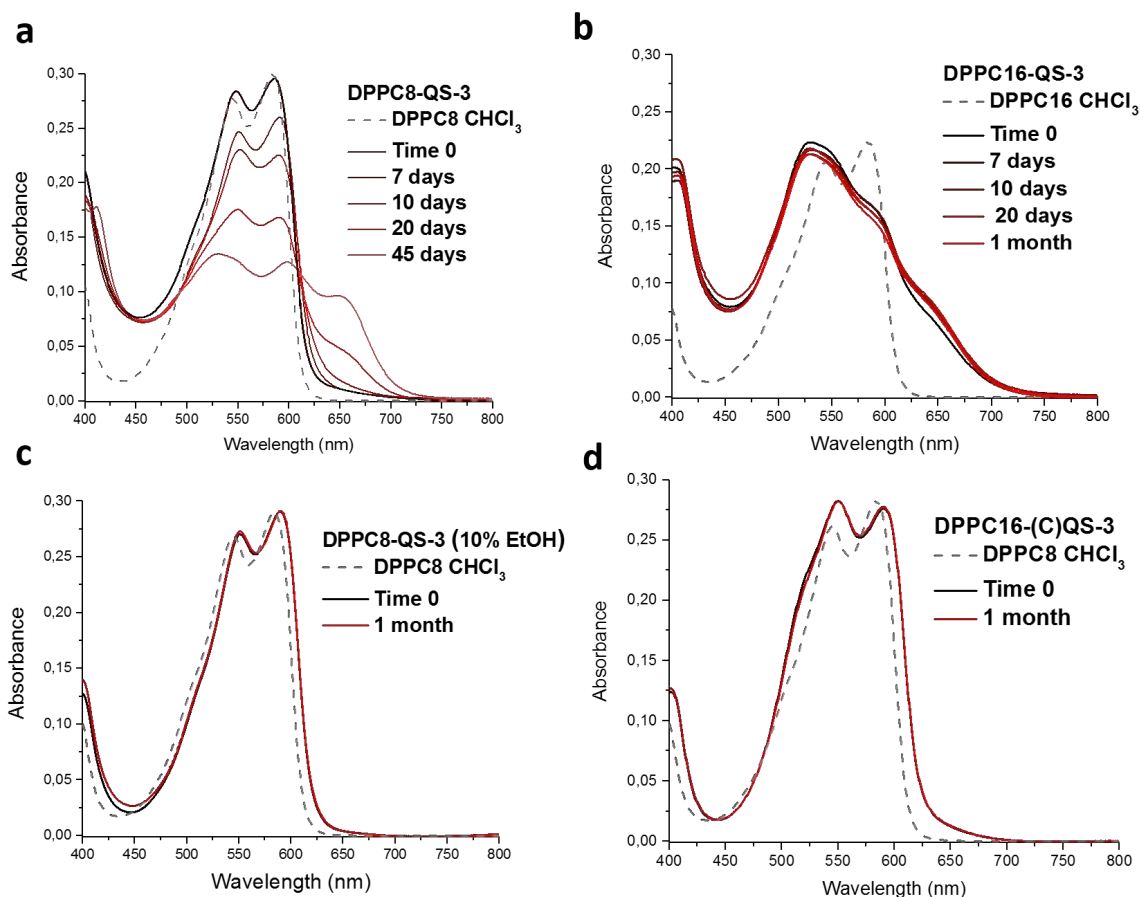 a
0,30
0,25
0,20
0,15
0,10
0,05
0,00
Absorbance
400 450 500 550 600 650 700 750 800
Wavelength (nm)
DPPC8-QS-3
DPPC8 CHCl₃
Time 0
7 days
10 days
20 days
45 days
b
0,30
0,25
0,20
0,15
0,10
0,05
0,00
Absorbance
400 450 500 550 600 650 700 750 800
Wavelength (nm)
DPPC16-QS-3
DPPC16 CHCl₃
Time 0
7 days
10 days
20 days
1 month
c
0,30
0,25
0,20
0,15
0,10
0,05
0,00
Absorbance
400 450 500 550 600 650 700 750 800
Wavelength (nm)
DPPC8-QS-3 (10% EtOH)
DPPC8 CHCl₃
Time 0
1 month
d
0,30
0,25
0,20
0,15
0,10
0,05
0,00
Absorbance
400 450 500 550 600 650 700 750 800
Wavelength (nm)
DPPC16-(C)QS-3
DPPC8 CHCl₃
Time 0
1 month